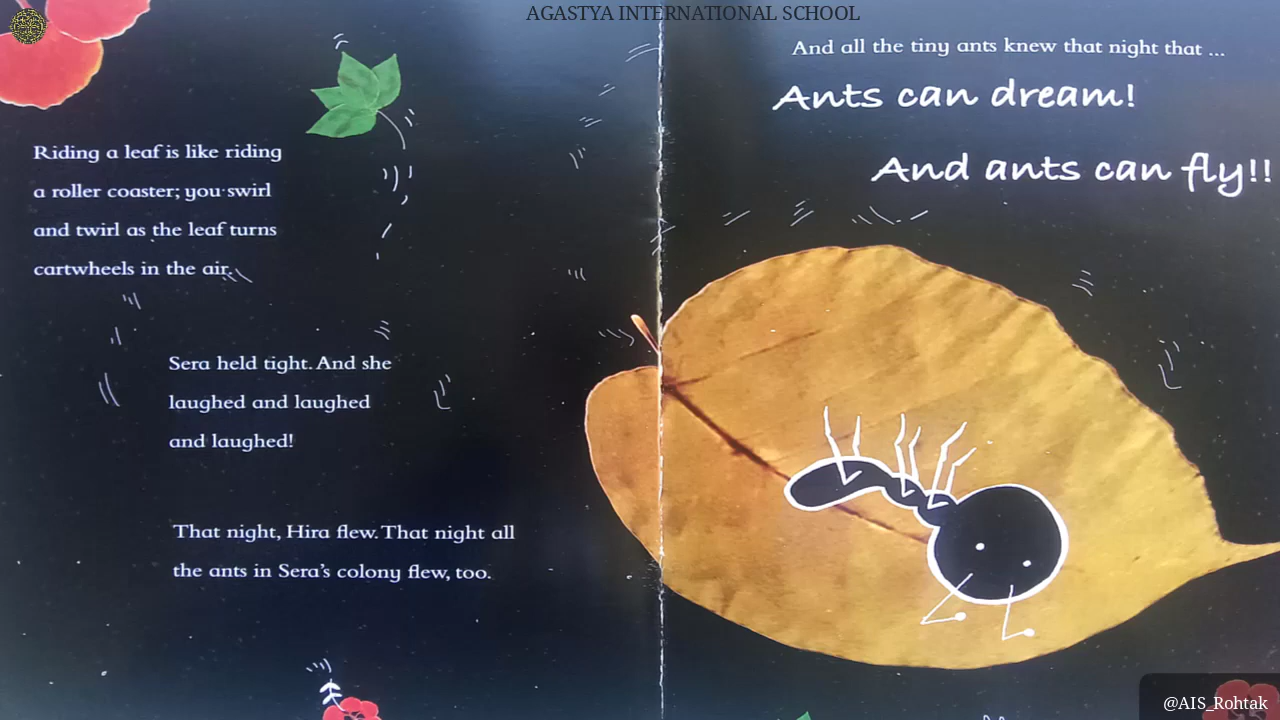 AGASTYA INTERNATIONAL SCHOOL
Riding a leaf is like riding
a roller coaster; you swirl
and twirl as the leaf turns
cartwheels in the air.
Sera held tight. And she
laughed and laughed
and laughed!
That night, Hira flew. That night all
the ants in Sera's colony flew, too.
And all the tiny ants knew that night that ...
Ants can dream!
And ants can fly!!
@AIS_Rohtak